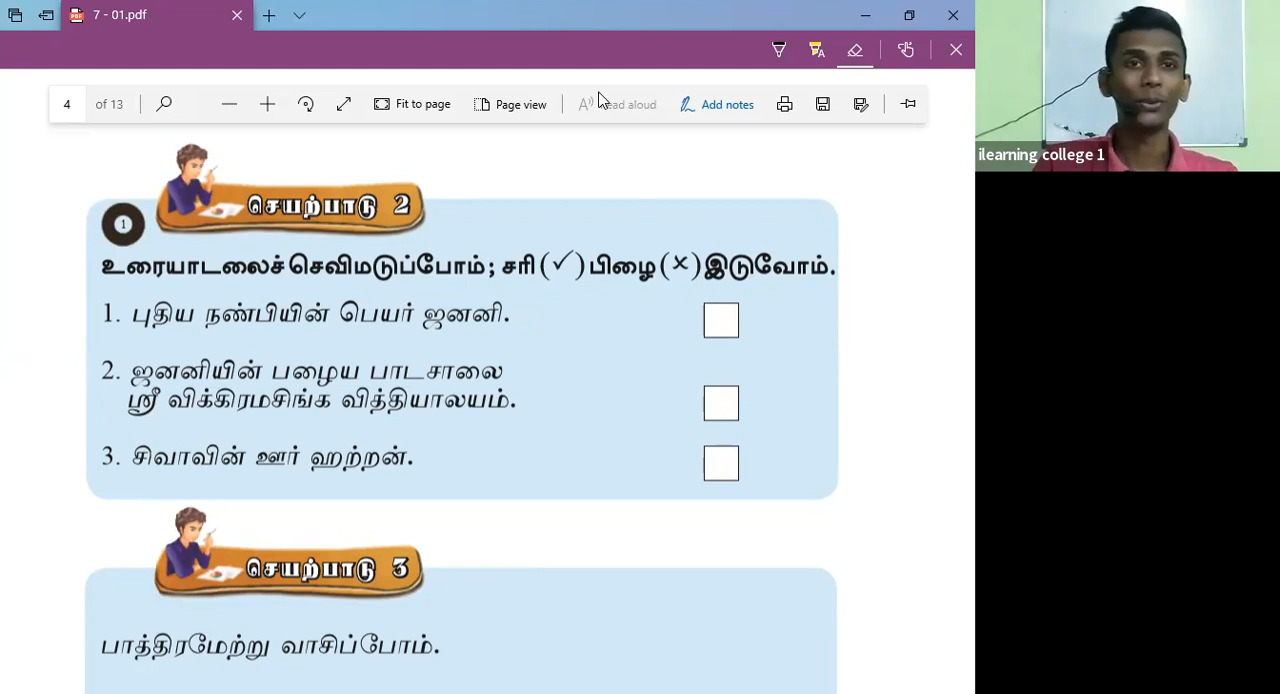 7 - 01.pdf
4 of 13 Fit to page Page view Read aloud Add notes
ilearning college 1
செயற்பாடு 2
1
உரையாடலைச் செவிமடுப்போம் ; சரி (✓) பிழை (×) இடுவோம்.
1. புதிய நண்பியின் பெயர் ஜனனி.
2. ஜனனியின் பழைய பாடசாலை
ஸ்ரீ விக்கிரமசிங்க வித்தியாலயம்.
3. சிவாவின் ஊர் ஹற்றன்.
செயற்பாடு 3
பாத்திரமேற்று வாசிப்போம்.